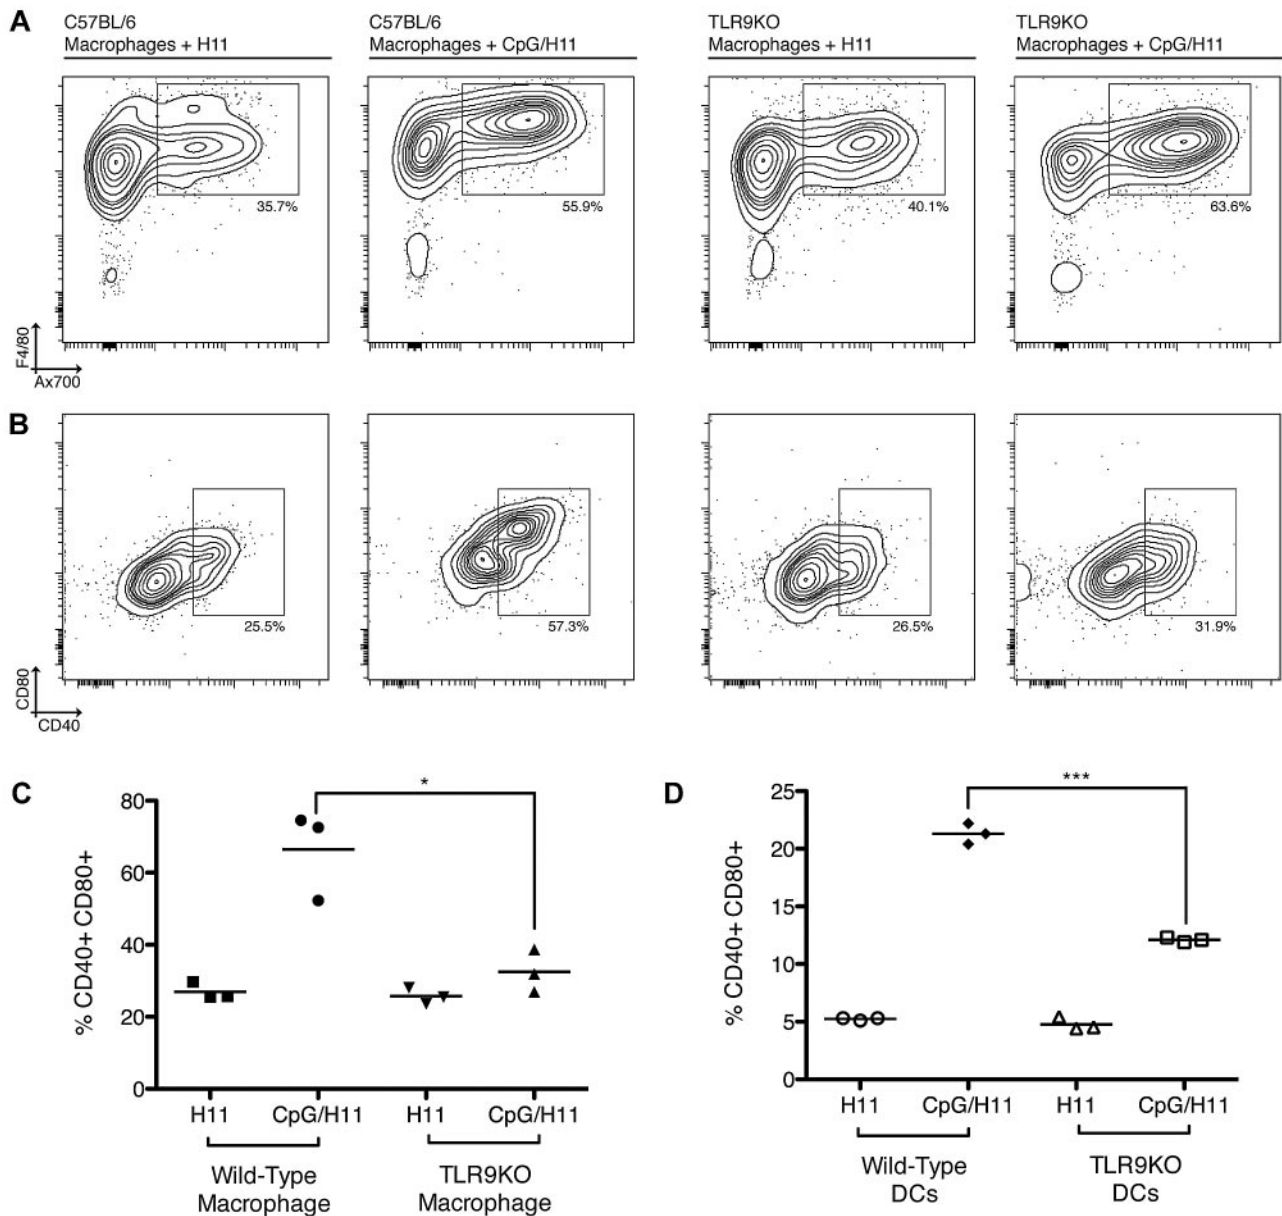 A
C57BL/6
Macrophages + H11
C57BL/6
Macrophages + CpG/H11
TLR9KO
Macrophages + H11
TLR9KO
Macrophages + CpG/H11
35.7%
55.9%
40.1%
63.6%
F4/80
Ax700
B
25.5%
57.3%
26.5%
31.9%
CD80
CD40
C
*
% CD40+ CD80+
80
60
40
20
0
H11
CpG/H11
H11
CpG/H11
Wild-Type
Macrophage
TLR9KO
Macrophage
D
***
% CD40+ CD80+
25
20
15
10
5
0
H11
CpG/H11
H11
CpG/H11
Wild-Type
DCs
TLR9KO
DCs